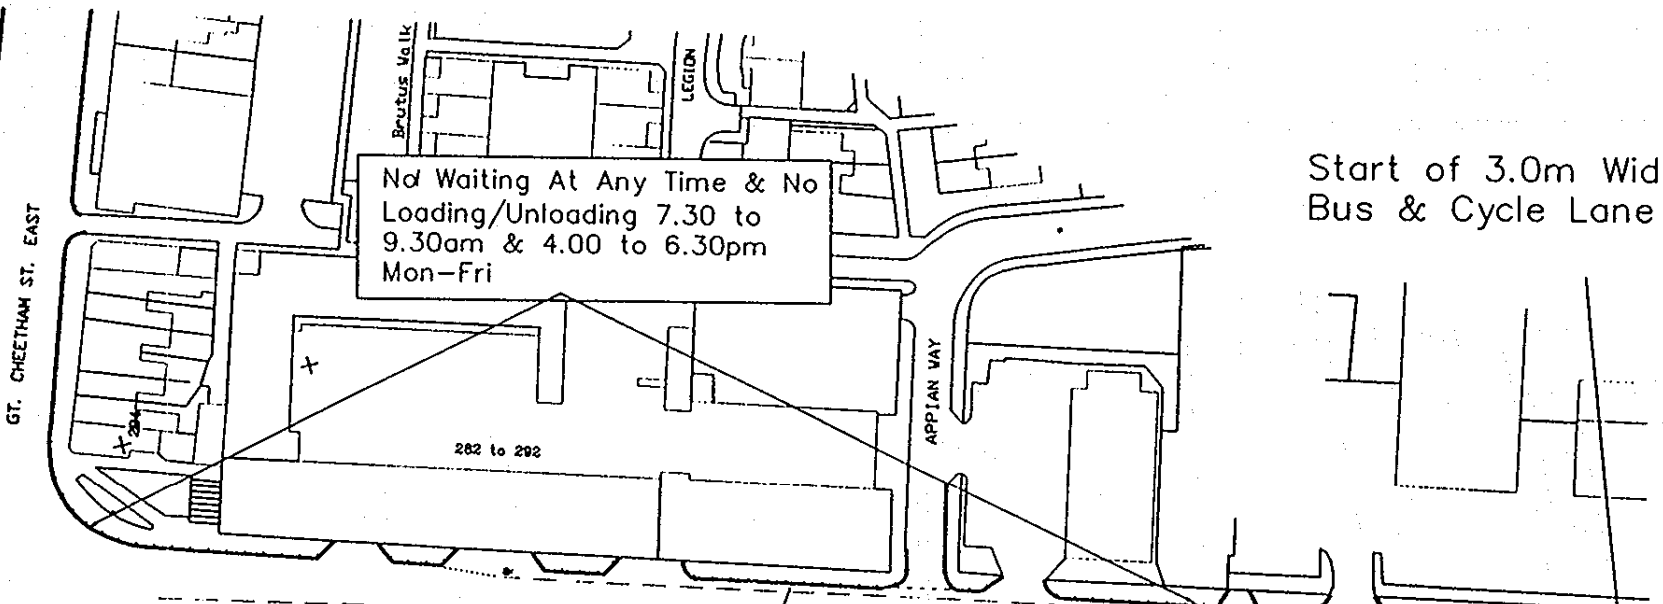 Brutus Walk
LEGION
No Waiting At Any Time & No
Loading/Unloading 7.30 to
9.30am & 4.00 to 6.30pm
Mon-Fri
Start of 3.0m Wid
Bus & Cycle Lane
GT. CHEETHAM ST. EAST
APPIAN WAY
294
282 to 292